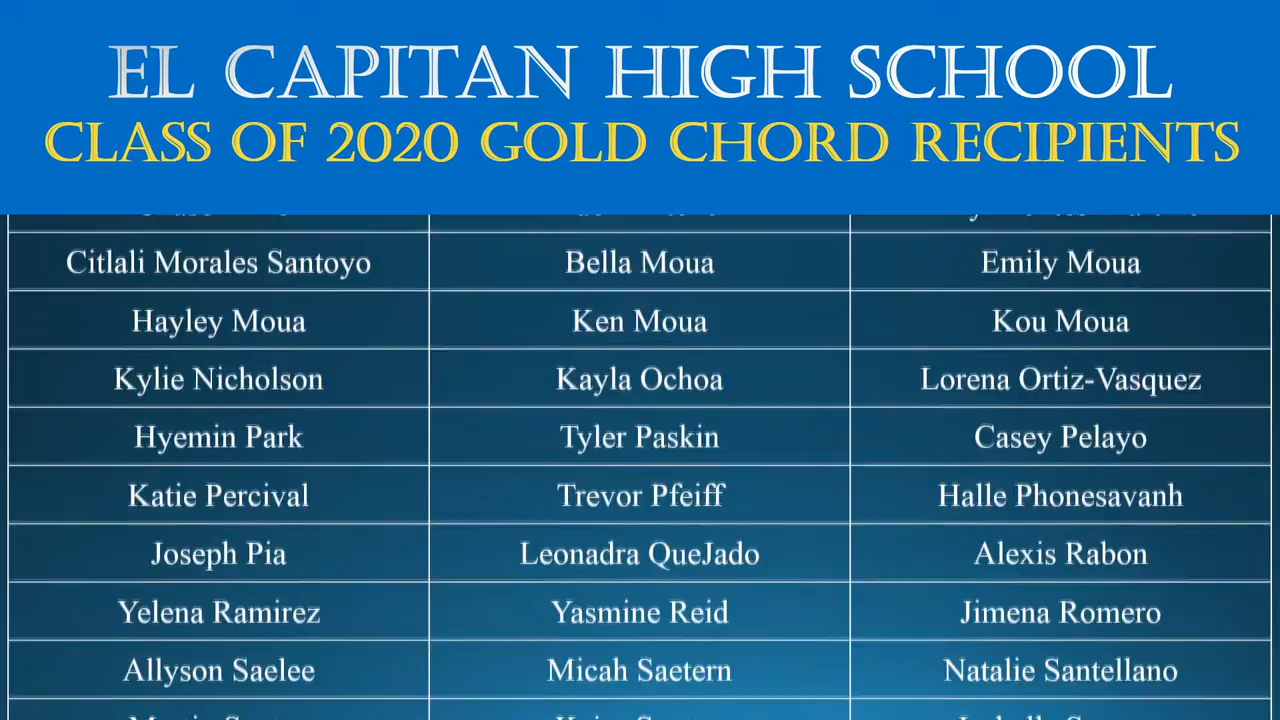 EL CAPITAN HIGH SCHOOL
CLASS OF 2020 GOLD CHORD RECIPIENTS
Citlali Morales Santoyo Bella Moua Emily Moua
Hayley Moua Ken Moua Kou Moua
Kylie Nicholson Kayla Ochoa Lorena Ortiz-Vasquez
Hyemin Park Tyler Paskin Casey Pelayo
Katie Percival Trevor Pfeiff Halle Phonesavanh
Joseph Pia Leonadra QueJado Alexis Rabon
Yelena Ramirez Yasmine Reid Jimena Romero
Allyson Saelee Micah Saetern Natalie Santellano